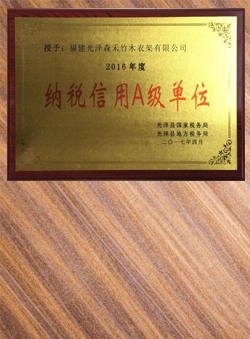 授予：福建光泽森禾竹木衣架有限公司
2016年度
纳税信用A级单位
光泽县国家税务局
光泽县地方税务局
二〇一七年四月